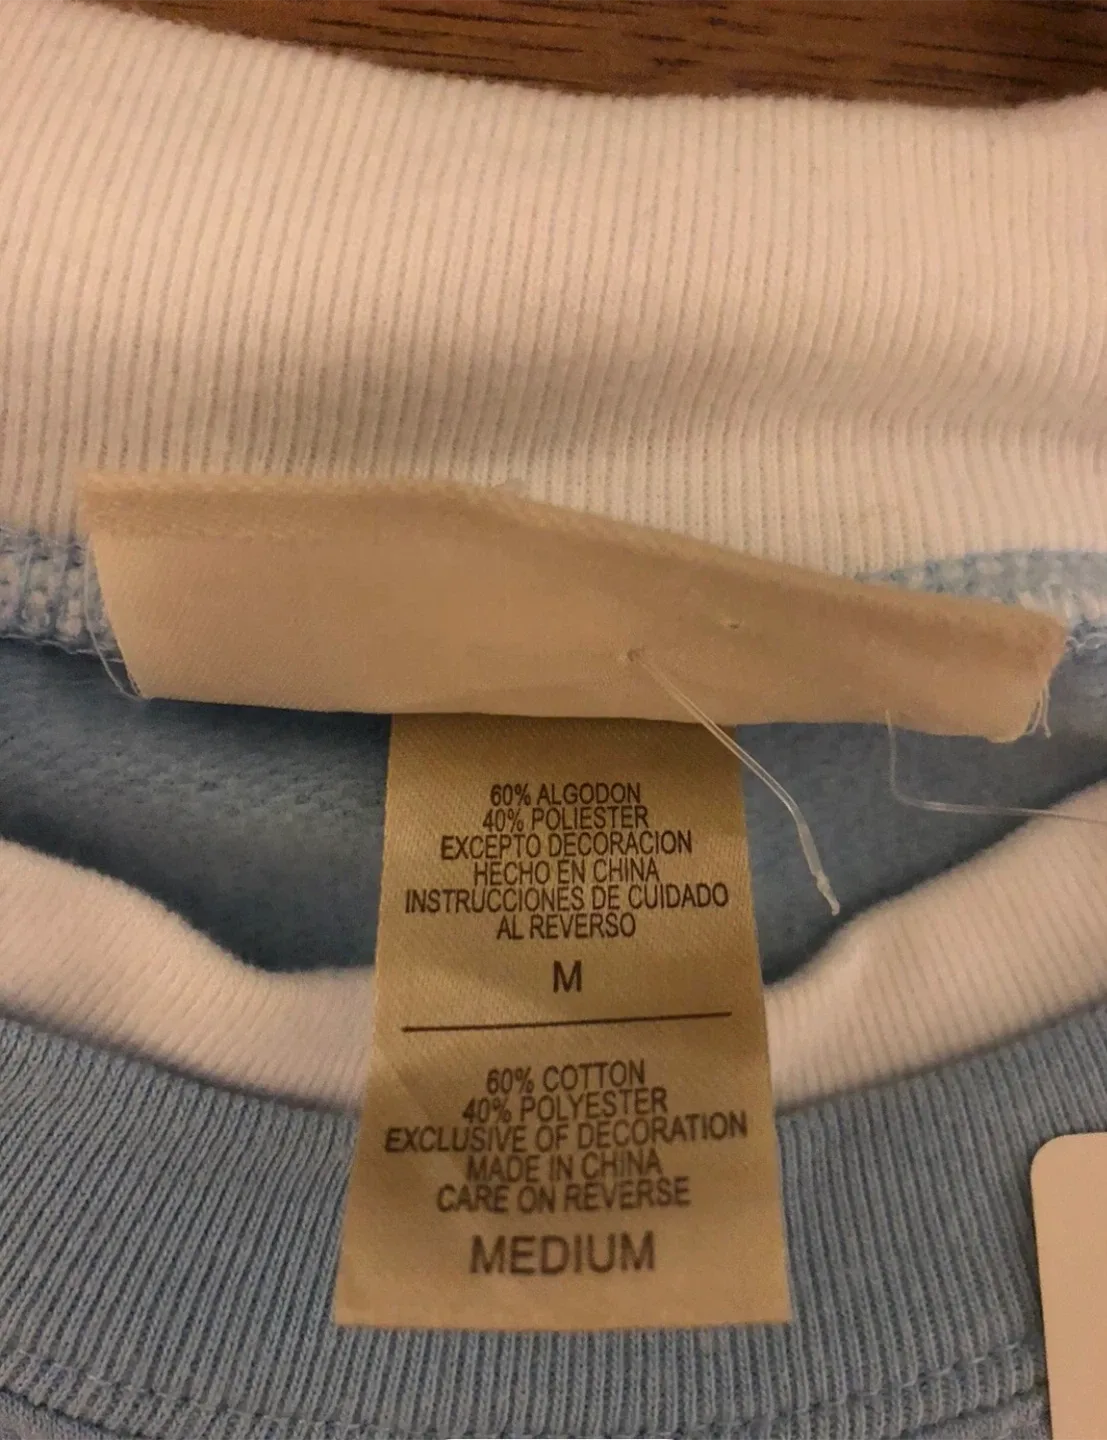 60% ALGODON
40% POLIESTER
EXCEPTO DECORACION
HECHO EN CHINA
INSTRUCCIONES DE CUIDADO
AL REVERSO
M
60% COTTON
40% POLYESTER
EXCLUSIVE OF DECORATION
MADE IN CHINA
CARE ON REVERSE
MEDIUM